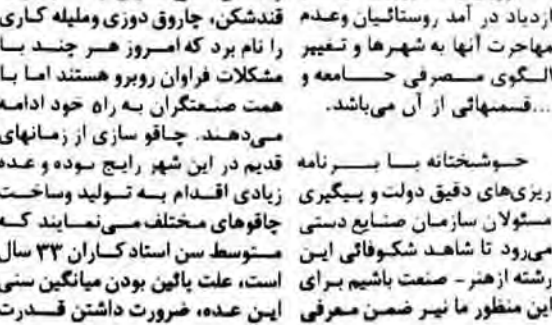 ازدیاد در آمد روستائیان وعدم
مهاجرت آنها به شهرها و تغییر
الگوی مصرفی جامعه و
...قسمنهائی از آن می‌باشد.
خوشبختانه با برنامه
ریزی‌های دقیق دولت و پیگیری
مسئولان سازمان صنایع دستی
می‌رود تا شاهد شکوفائی این
رشته ازهنر - صنعت باشیم برای
این منظور ما نیر ضمن معرفی
قندشکن، چاروق دوزی وملیله کاری
را نام برد که امروز هر چند با
مشکلات فراوان روبرو هستند اما با
همت صنعتگران به راه خود ادامه
می‌دهند. چاقو سازی از زمانهای
قدیم در این شهر رایج بوده و عده
زیادی اقدام به تولید وساخت
چاقوهای مختلف می‌نمایند که
متوسط سن استادکاران ۳۳ سال
است، علت پائین بودن میانگین سنی
این عده، ضرورت داشتن قدرت